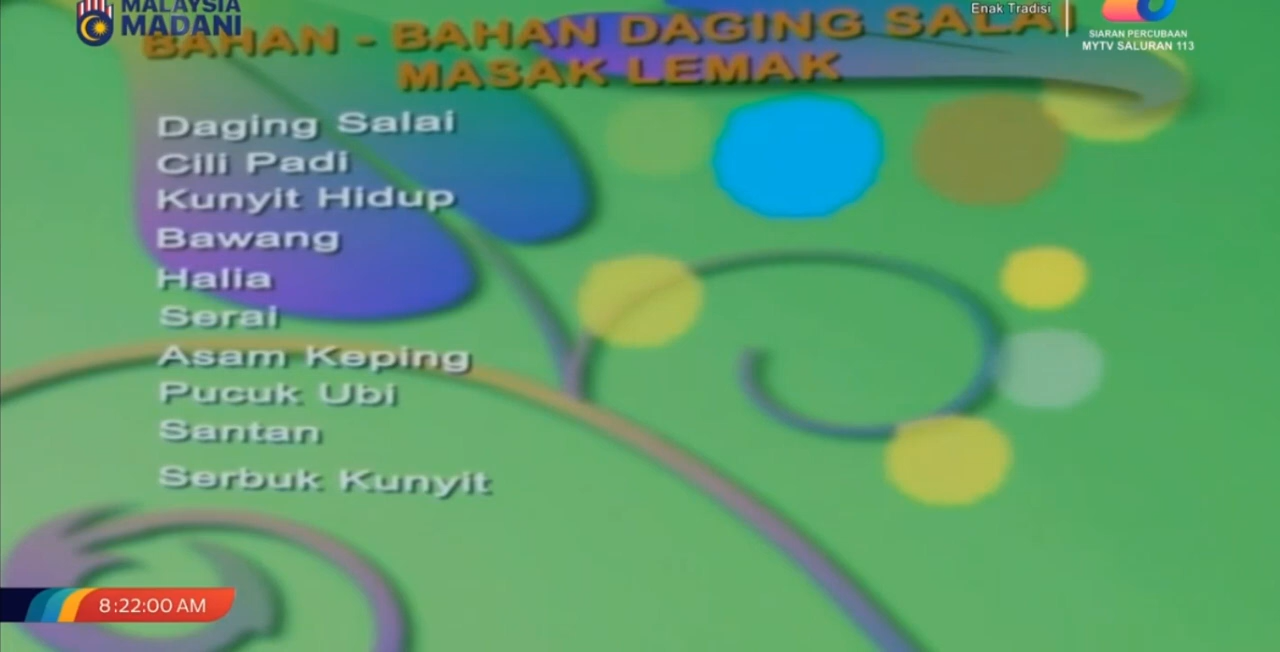 MALAYSIA
MADANI
Enak Tradisi
SIARAN PERCUBAAN
MYTV SALURAN 113
BAHAN - BAHAN DAGING SALAI
MASAK LEMAK
Daging Salai
Cili Padi
Kunyit Hidup
Bawang
Halia
Serai
Asam Keping
Pucuk Ubi
Santan
Serbuk Kunyit
8:22:00 AM